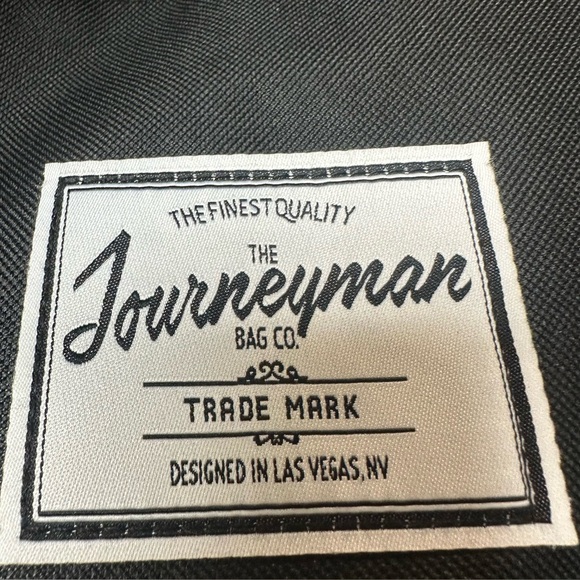 THE FINEST QUALITY
THE
Journeyman
BAG CO.
TRADE MARK
DESIGNED IN LAS VEGAS, NV